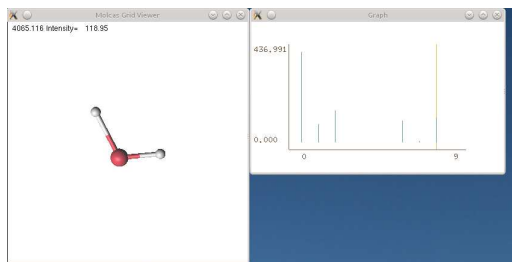 Molcas Grid Viewer
4065.116 Intensity= 118.95
Graph
436,991
0,000
0 9